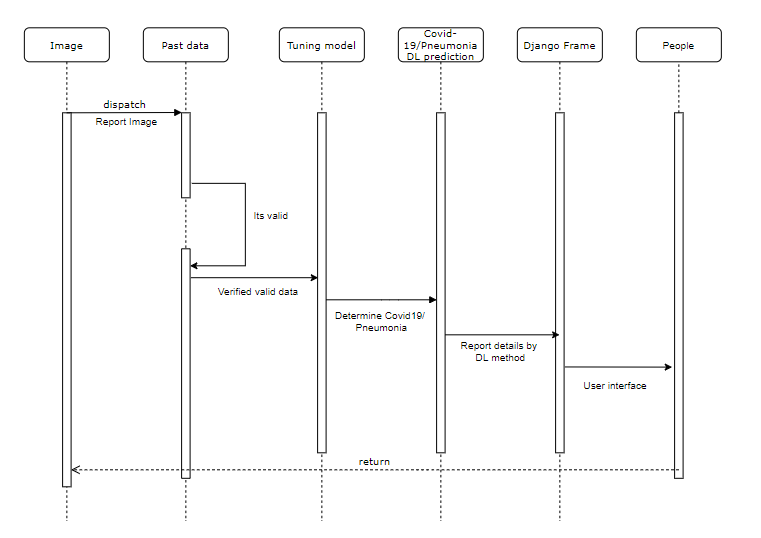 Image
Past data
Tuning model
Covid-
19/Pneumonia
DL prediction
Django Frame
People
dispatch
Report Image
Its valid
Verified valid data
Determine Covid19/
Pneumonia
Report details by
DL method
User interface
return